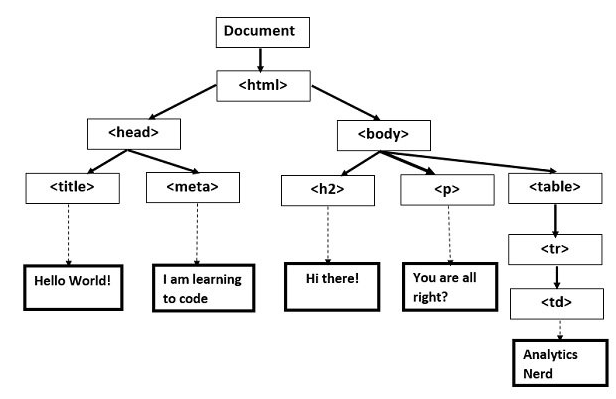 Document
<html>
<head>
<body>
<title>
<meta>
<h2>
<p>
<table>
<tr>
Hello World!
I am learning
to code
Hi there!
You are all
right?
<td>
Analytics
Nerd